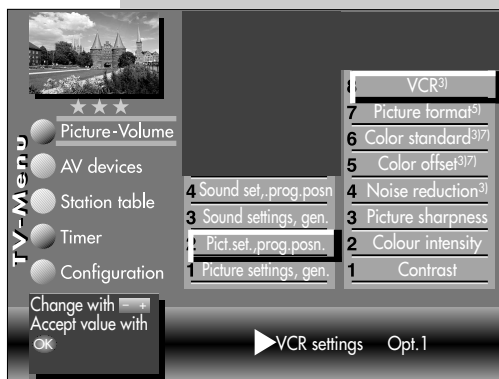 TV-Menu
Picture-Volume
AV devices
Station table
Timer
Configuration
4 Sound set,.prog.posn
3 Sound settings, gen.
2 Pict.set.,prog.posn.
1 Picture settings, gen.
8 VCR3)
7 Picture format5)
6 Color standard3)7)
5 Color offset3)7)
4 Noise reduction3)
3 Picture sharpness
2 Colour intensity
1 Contrast
Change with - +
Accept value with
OK
VCR settings Opt.1